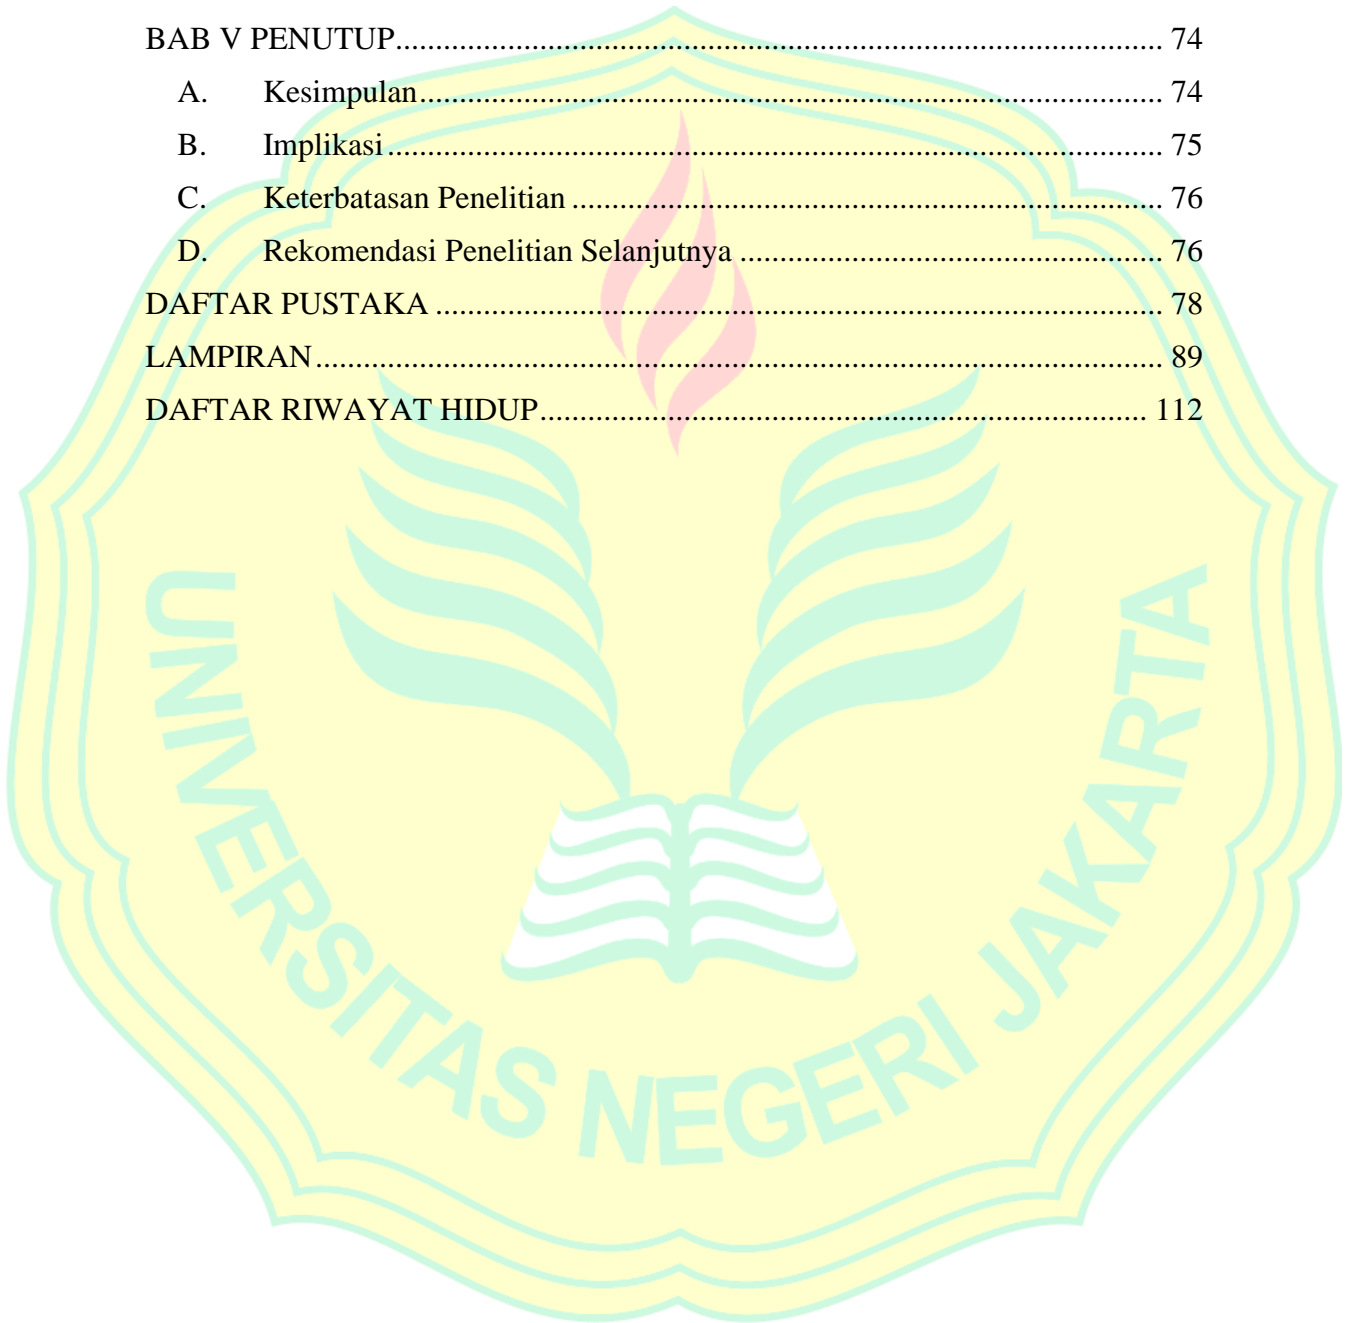 BAB V PENUTUP................................................................................................ 74
A. Kesimpulan............................................................................................. 74
B. Implikasi................................................................................................. 75
C. Keterbatasan Penelitian .......................................................................... 76
D. Rekomendasi Penelitian Selanjutnya ..................................................... 76
DAFTAR PUSTAKA ........................................................................................... 78
LAMPIRAN.......................................................................................................... 89
DAFTAR RIWAYAT HIDUP............................................................................ 112
UNIVERSITAS NEGERI JAKARTA